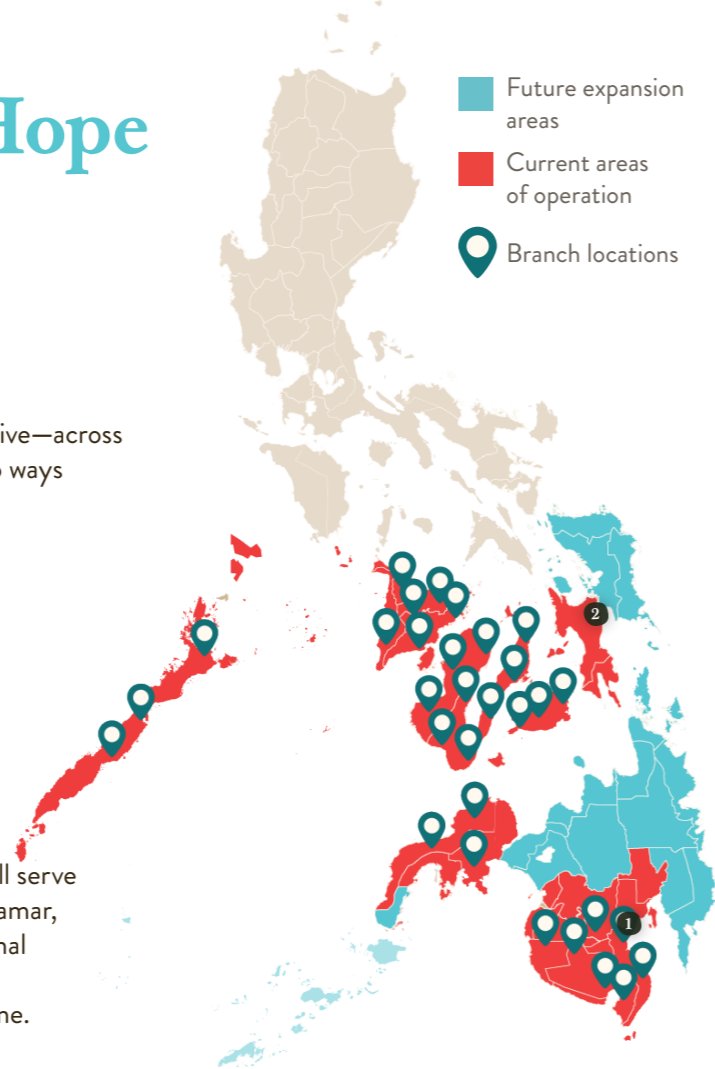 Hope
Future expansion
areas
Current areas
of operation
Branch locations
ive—across
ways
2
ll serve
amar,
nal
1
ne.